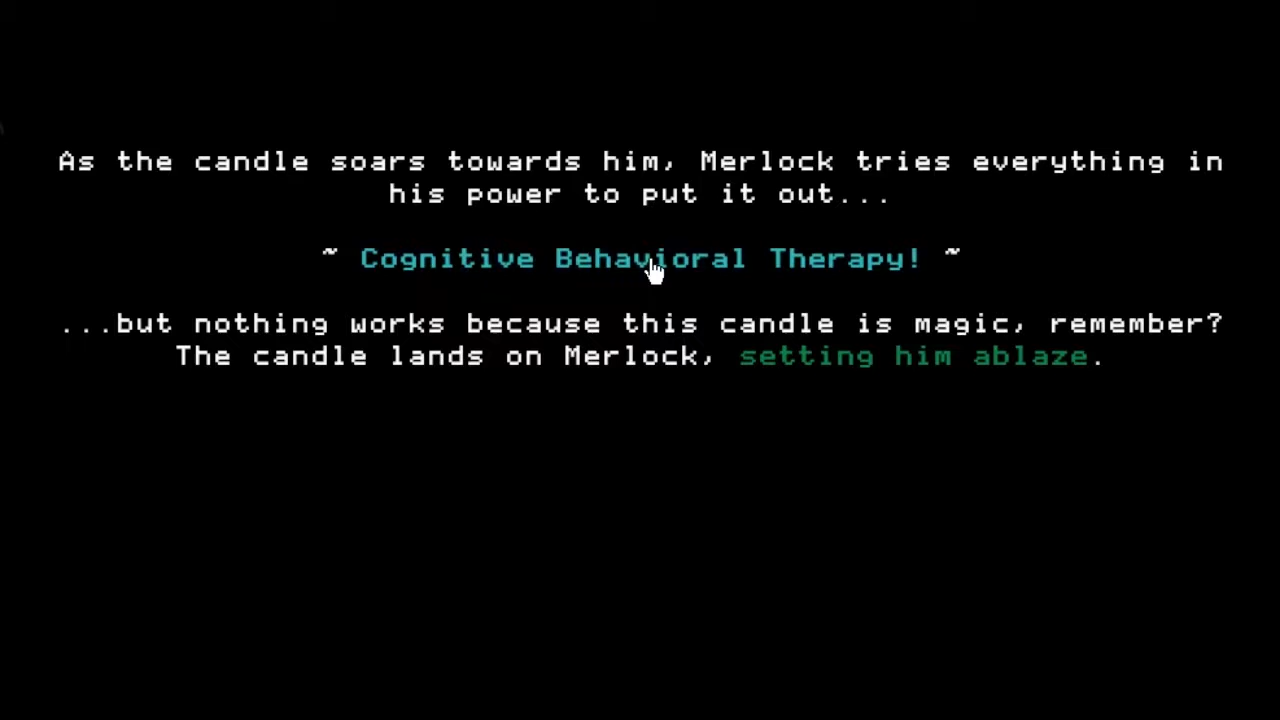 As the candle soars towards him, Merlock tries everything in
his power to put it out...
~ Cognitive Behavioral Therapy! ~
...but nothing works because this candle is magic, remember?
The candle lands on Merlock, setting him ablaze.